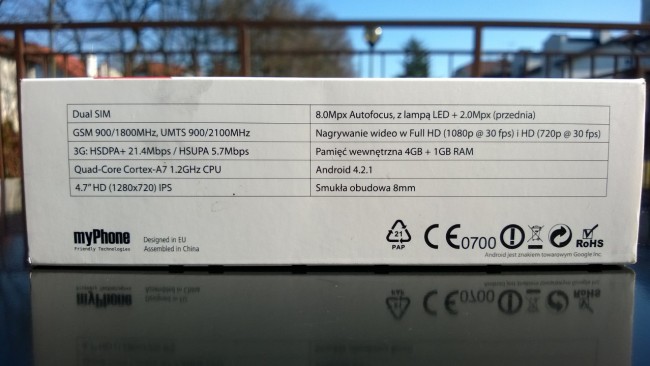 Dual SIM
8.0Mpx Autofocus, z lampą LED + 2.0Mpx (przednia)
GSM 900/1800MHz, UMTS 900/2100MHz
Nagrywanie wideo w Full HD (1080p @ 30 fps) i HD (720p @ 30 fps)
3G: HSDPA+ 21.4Mbps / HSUPA 5.7Mbps
Pamięć wewnętrzna 4GB + 1GB RAM
Quad-Core Cortex-A7 1.2GHz CPU
Android 4.2.1
4.7" HD (1280x720) IPS
Smukła obudowa 8mm
myPhone
Friendly Technologies
Designed in EU
Assembled in China
21
PAP
CE0700
RoHS
Android jest znakiem towarowym Google Inc.